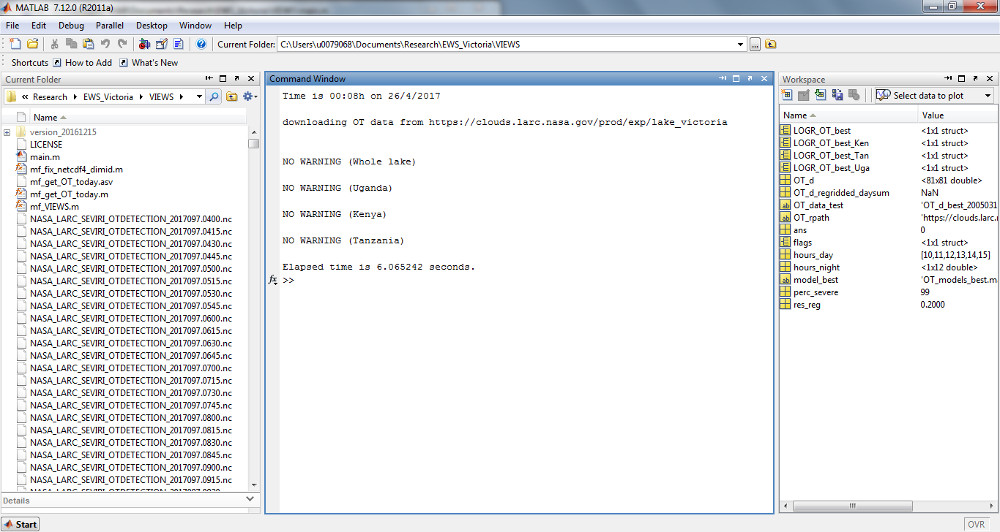 MATLAB 7.12.0 (R2011a)
File Edit Debug Parallel Desktop Window Help
Current Folder: C:\Users\u0079068\Documents\Research\EWS_Victoria\VIEWS
Shortcuts How to Add What's New
Current Folder
« Research EWS_Victoria VIEWS
Name
version_20161215
LICENSE
main.m
mf_fix_netcdf4_dimid.m
mf_get_OT_today.asv
mf_get_OT_today.m
mf_VIEWS.m
NASA_LARC_SEVIRI_OTDETECTION_2017097.0400.nc
NASA_LARC_SEVIRI_OTDETECTION_2017097.0415.nc
NASA_LARC_SEVIRI_OTDETECTION_2017097.0430.nc
NASA_LARC_SEVIRI_OTDETECTION_2017097.0445.nc
NASA_LARC_SEVIRI_OTDETECTION_2017097.0500.nc
NASA_LARC_SEVIRI_OTDETECTION_2017097.0515.nc
NASA_LARC_SEVIRI_OTDETECTION_2017097.0530.nc
NASA_LARC_SEVIRI_OTDETECTION_2017097.0545.nc
NASA_LARC_SEVIRI_OTDETECTION_2017097.0600.nc
NASA_LARC_SEVIRI_OTDETECTION_2017097.0615.nc
NASA_LARC_SEVIRI_OTDETECTION_2017097.0630.nc
NASA_LARC_SEVIRI_OTDETECTION_2017097.0645.nc
NASA_LARC_SEVIRI_OTDETECTION_2017097.0700.nc
NASA_LARC_SEVIRI_OTDETECTION_2017097.0715.nc
NASA_LARC_SEVIRI_OTDETECTION_2017097.0730.nc
NASA_LARC_SEVIRI_OTDETECTION_2017097.0745.nc
NASA_LARC_SEVIRI_OTDETECTION_2017097.0800.nc
NASA_LARC_SEVIRI_OTDETECTION_2017097.0815.nc
NASA_LARC_SEVIRI_OTDETECTION_2017097.0830.nc
NASA_LARC_SEVIRI_OTDETECTION_2017097.0845.nc
NASA_LARC_SEVIRI_OTDETECTION_2017097.0900.nc
NASA_LARC_SEVIRI_OTDETECTION_2017097.0915.nc
Details
Start
Command Window
Time is 00:08h on 26/4/2017
downloading OT data from https://clouds.larc.nasa.gov/prod/exp/lake_victoria
NO WARNING (Whole lake)
NO WARNING (Uganda)
NO WARNING (Kenya)
NO WARNING (Tanzania)
Elapsed time is 6.065242 seconds.
fx >>
Workspace
Select data to plot
Name Value
LOGR_OT_best <1x1 struct>
LOGR_OT_best_Ken <1x1 struct>
LOGR_OT_best_Tan <1x1 struct>
LOGR_OT_best_Uga <1x1 struct>
OT_d <81x81 double>
OT_d_regridded_daysum NaN
OT_data_test 'OT_d_best_2005031
OT_rpath 'https://clouds.larc.
ans 0
flags <1x1 struct>
hours_day [10,11,12,13,14,15]
hours_night <1x12 double>
model_best 'OT_models_best.m
perc_severe 99
res_reg 0.2000
OVR